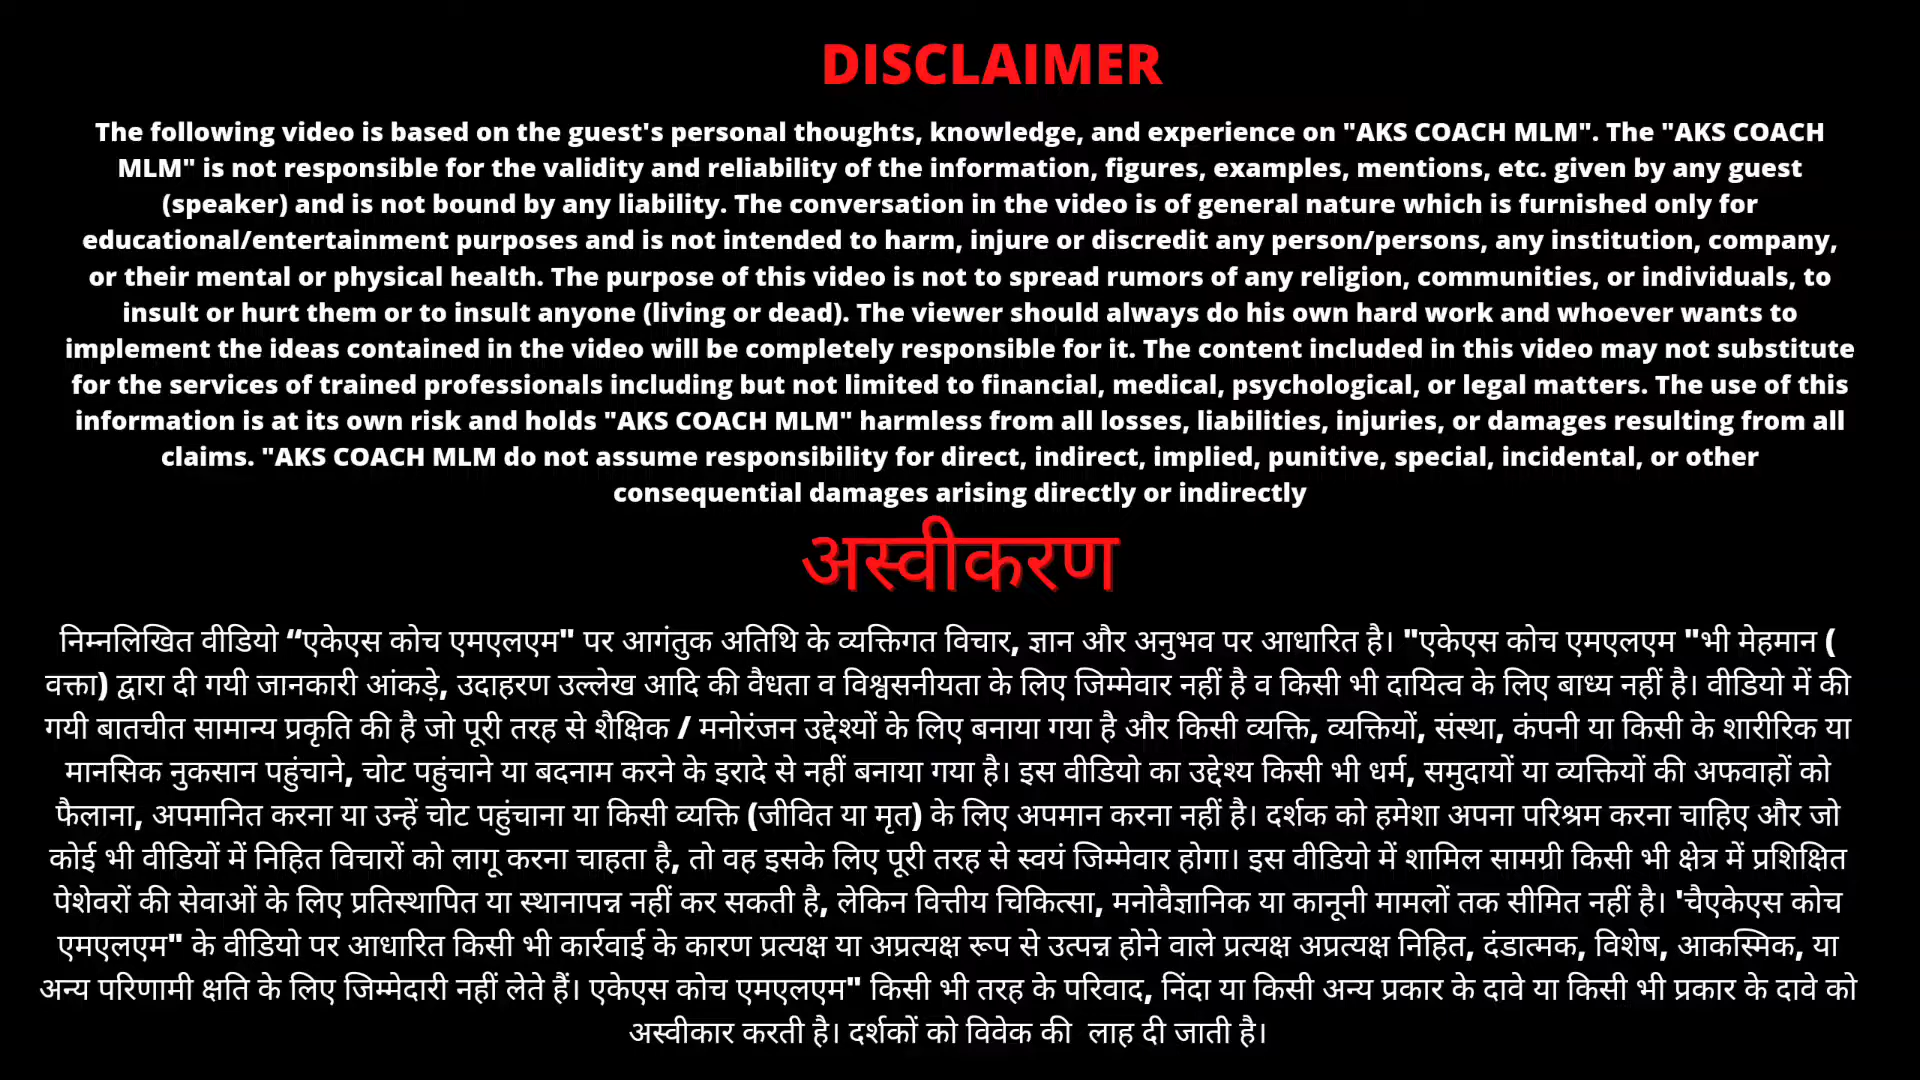 DISCLAIMER
The following video is based on the guest's personal thoughts, knowledge, and experience on "AKS COACH MLM". The "AKS COACH
MLM" is not responsible for the validity and reliability of the information, figures, examples, mentions, etc. given by any guest
(speaker) and is not bound by any liability. The conversation in the video is of general nature which is furnished only for
educational/entertainment purposes and is not intended to harm, injure or discredit any person/persons, any institution, company,
or their mental or physical health. The purpose of this video is not to spread rumors of any religion, communities, or individuals, to
insult or hurt them or to insult anyone (living or dead). The viewer should always do his own hard work and whoever wants to
implement the ideas contained in the video will be completely responsible for it. The content included in this video may not substitute
for the services of trained professionals including but not limited to financial, medical, psychological, or legal matters. The use of this
information is at its own risk and holds "AKS COACH MLM" harmless from all losses, liabilities, injuries, or damages resulting from all
claims. "AKS COACH MLM do not assume responsibility for direct, indirect, implied, punitive, special, incidental, or other
consequential damages arising directly or indirectly
अस्वीकरण
निम्नलिखित वीडियो “एकेएस कोच एमएलएम" पर आगंतुक अतिथि के व्यक्तिगत विचार, ज्ञान और अनुभव पर आधारित है। "एकेएस कोच एमएलएम "भी मेहमान (
वक्ता) द्वारा दी गयी जानकारी आंकड़े, उदाहरण उल्लेख आदि की वैधता व विश्वसनीयता के लिए जिम्मेवार नहीं है व किसी भी दायित्व के लिए बाध्य नहीं है। वीडियो में की
गयी बातचीत सामान्य प्रकृति की है जो पूरी तरह से शैक्षिक / मनोरंजन उद्देश्यों के लिए बनाया गया है और किसी व्यक्ति, व्यक्तियों, संस्था, कंपनी या किसी के शारीरिक या
मानसिक नुकसान पहुंचाने, चोट पहुंचाने या बदनाम करने के इरादे से नहीं बनाया गया है। इस वीडियो का उद्देश्य किसी भी धर्म, समुदायों या व्यक्तियों की अफवाहों को
फैलाना, अपमानित करना या उन्हें चोट पहुंचाना या किसी व्यक्ति (जीवित या मृत) के लिए अपमान करना नहीं है। दर्शक को हमेशा अपना परिश्रम करना चाहिए और जो
कोई भी वीडियों में निहित विचारों को लागू करना चाहता है, तो वह इसके लिए पूरी तरह से स्वयं जिम्मेवार होगा। इस वीडियो में शामिल सामग्री किसी भी क्षेत्र में प्रशिक्षित
पेशेवरों की सेवाओं के लिए प्रतिस्थापित या स्थानापन्न नहीं कर सकती है, लेकिन वित्तीय चिकित्सा, मनोवैज्ञानिक या कानूनी मामलों तक सीमित नहीं है। 'चैएकेएस कोच
एमएलएम" के वीडियो पर आधारित किसी भी कार्रवाई के कारण प्रत्यक्ष या अप्रत्यक्ष रूप से उत्पन्न होने वाले प्रत्यक्ष अप्रत्यक्ष निहित, दंडात्मक, विशेष, आकस्मिक, या
अन्य परिणामी क्षति के लिए जिम्मेदारी नहीं लेते हैं। एकेएस कोच एमएलएम" किसी भी तरह के परिवाद, निंदा या किसी अन्य प्रकार के दावे या किसी भी प्रकार के दावे को
अस्वीकार करती है। दर्शकों को विवेक की  लाह दी जाती है।